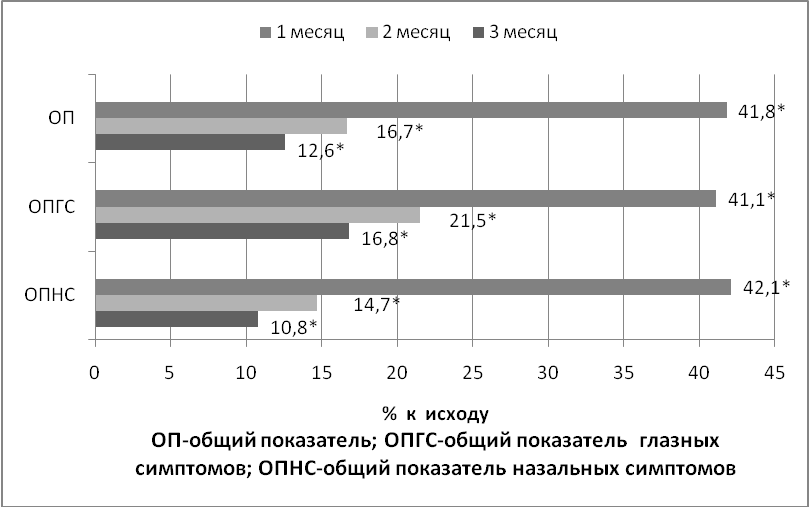 1 месяц 2 месяц 3 месяц
ОП
41,8*
16,7*
12,6*
ОПГС
41,1*
21,5*
16,8*
ОПНС
42,1*
14,7*
10,8*
0 5 10 15 20 25 30 35 40 45
% к исходу
ОП-общий показатель; ОПГС-общий показатель глазных
симптомов; ОПНС-общий показатель назальных симптомов